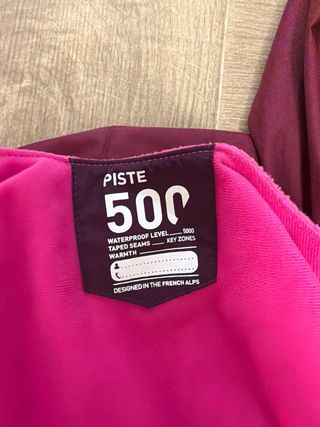 PISTE
500
WATERPROOF LEVEL 5000
TAPED SEAMS KEY ZONES
WARMTH
DESIGNED IN THE FRENCH ALPS